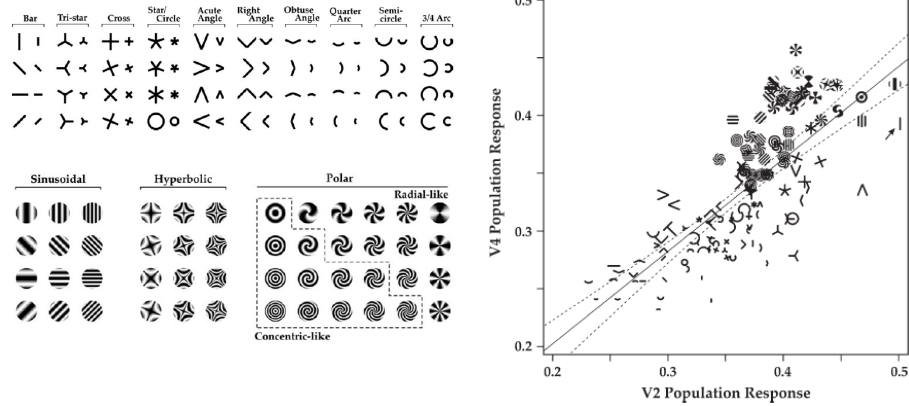 Bar
Tri-star
Cross
Star/
Circle
Acute
Angle
Right
Angle
Obtuse
Angle
Quarter
Arc
Semi-
circle
3/4 Arc
Sinusoidal
Hyperbolic
Polar
Radial-like
Concentric-like
V4 Population Response
0.5
0.4
0.3
0.2
0.2
0.3
0.4
0.5
V2 Population Response